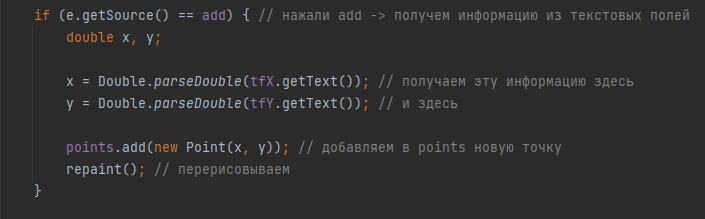 if (e.getSource() == add) { // нажали add -> получем информацию из текстовых полей
double x, y;
x = Double.parseDouble(tfX.getText()); // получаем эту информацию здесь
y = Double.parseDouble(tfY.getText()); // и здесь
points.add(new Point(x, y)); // добавляем в points новую точку
repaint(); // перерисовываем
}